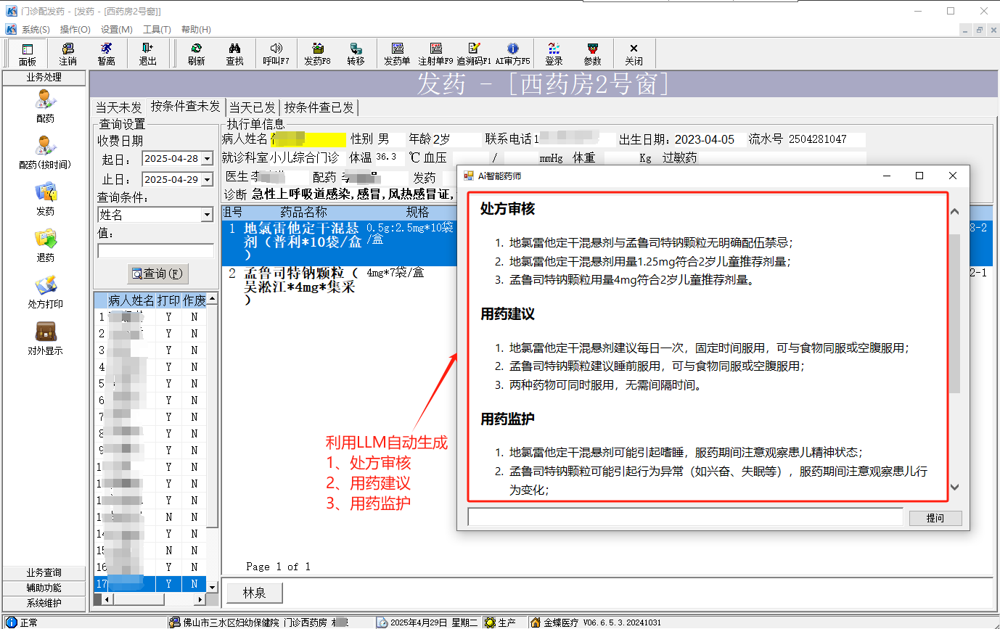 门诊配发药 - [发药 - [西药房2号窗]]
系统(S) 操作(O) 设置(M) 工具(T) 帮助(H)
面板 注销 暂离 退出 刷新 查找 呼叫F7 发药F8 转移 发药单 注射单F9 追溯码F1 AI审方F5 登录 参数 关闭
业务处理
配药
配药(按时间)
发药
退药
处方打印
对外显示
业务查询
辅助功能
系统维护
发药 - [西药房2号窗]
当天未发 按条件查未发 当天已发 按条件查已发
查询设置
收费日期
起日: 2025-04-28
止日: 2025-04-29
查询条件:
姓名
值:
查询(F)
病人姓名 打印 作废
1 Y N
2 Y N
3 Y N
4 Y N
5 Y N
6 Y N
7 Y N
8 Y N
9 Y N
1 Y N
1 Y N
1 Y N
1 N N
14 Y N
15 N N
16 Y N
17 Y N
执行单信息
病人姓名 性别 男 年龄 2岁 联系电话 1 出生日期: 2023-04-05 流水号 2504281047
就诊科室 小儿综合门诊 体温 36.3 ℃ 血压 / mmHg 体重 Kg 过敏药
医生 李 配药 发药
诊断 急性上呼吸道感染,感冒,风热感冒证,
组号 药品名称 规格
1 地氯雷他定干混悬 0.5g:2.5mg*10袋 8-2
剂（普利*10袋/盒 /盒
）
2 孟鲁司特钠颗粒（ 4mg*7袋/盒 2-1
吴淞江*4mg*集采
）
Ai智能药师
处方审核
1. 地氯雷他定干混悬剂与孟鲁司特钠颗粒无明确配伍禁忌；
2. 地氯雷他定干混悬剂用量1.25mg符合2岁儿童推荐剂量；
3. 孟鲁司特钠颗粒用量4mg符合2岁儿童推荐剂量。
用药建议
1. 地氯雷他定干混悬剂建议每日一次，固定时间服用，可与食物同服或空腹服用；
2. 孟鲁司特钠颗粒建议睡前服用，可与食物同服或空腹服用；
3. 两种药物可同时服用，无需间隔时间。
用药监护
1. 地氯雷他定干混悬剂可能引起嗜睡，服药期间注意观察患儿精神状态；
2. 孟鲁司特钠颗粒可能引起行为异常（如兴奋、失眠等），服药期间注意观察患儿行
为变化；
提问
利用LLM自动生成
1、处方审核
2、用药建议
3、用药监护
Page 1 of 1
林泉
正常 佛山市三水区妇幼保健院 门诊西药房 2025年4月29日 星期二 生产 金蝶医疗 V06.6.5.3.20241031